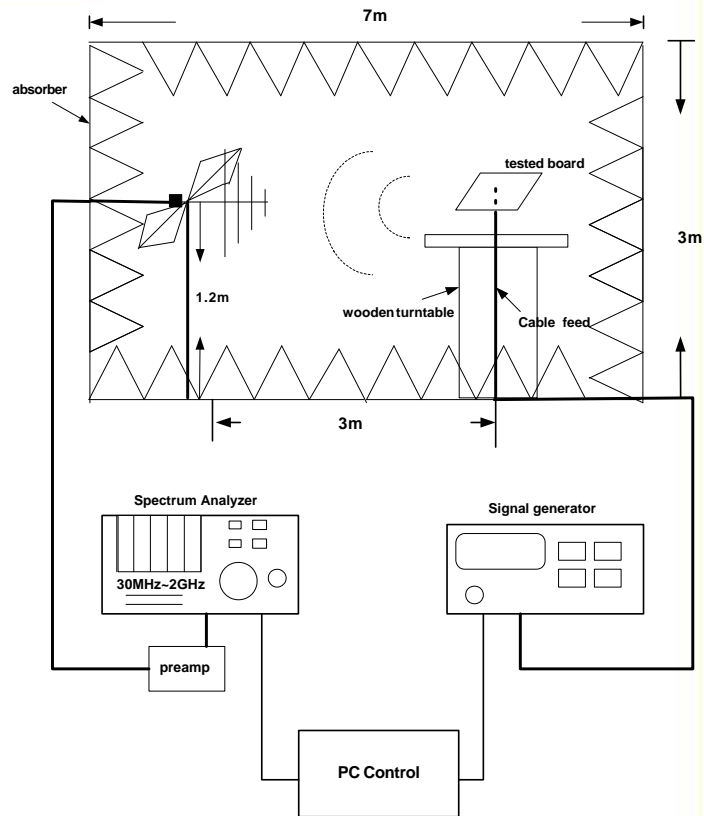 7m
absorber
tested board
3m
1.2m
wooden turntable
Cable feed
3m
Spectrum Analyzer
Signal generator
30MHz~2GHz
preamp
PC Control